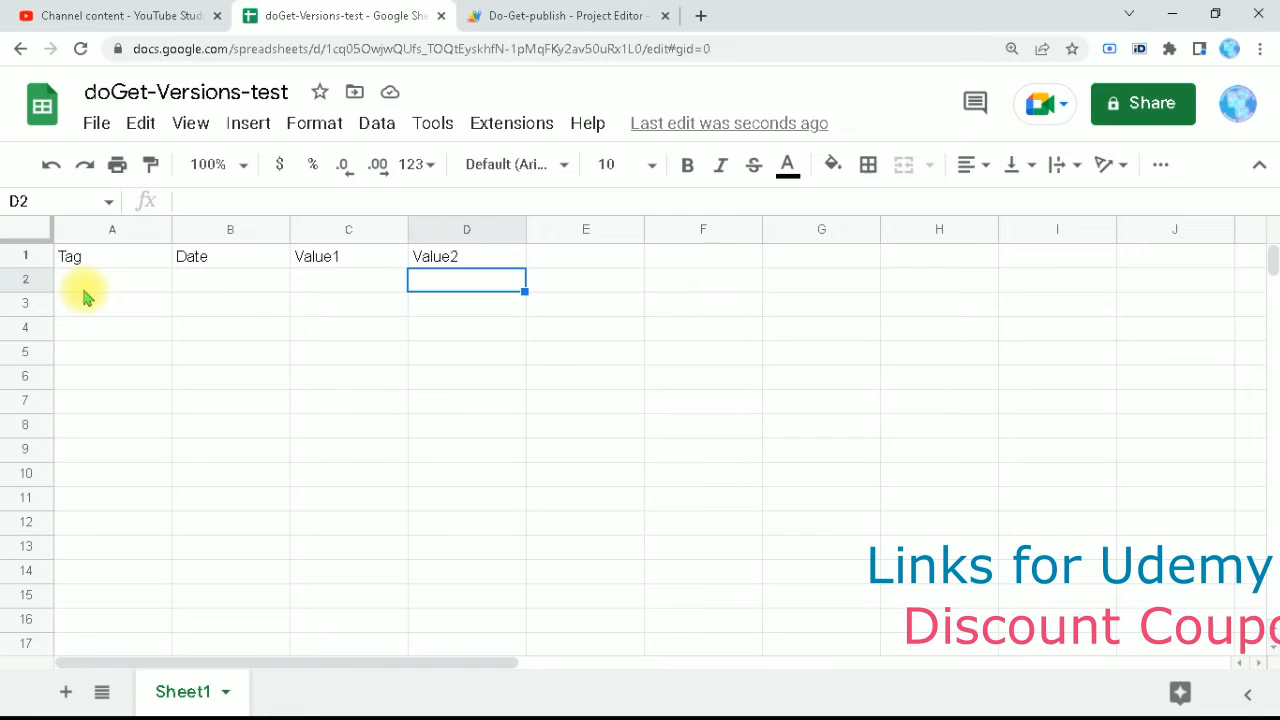 Channel content - YouTube Studi
doGet-Versions-test - Google She
Do-Get-publish - Project Editor -
docs.google.com/spreadsheets/d/1cq05OwjwQUfs_TOQtEyskhfN-1pMqFKy2av50uRx1L0/edit#gid=0
doGet-Versions-test
Share
File Edit View Insert Format Data Tools Extensions Help Last edit was seconds ago
100% $ % .0 .00 123 Default (Ari... 10 B I S A
D2 fx
A B C D E F G H I J
1 Tag Date Value1 Value2
2
3
4
5
6
7
8
9
10
11
12
13
14
15
16
17
Links for Udemy
Discount Coupo
Sheet1